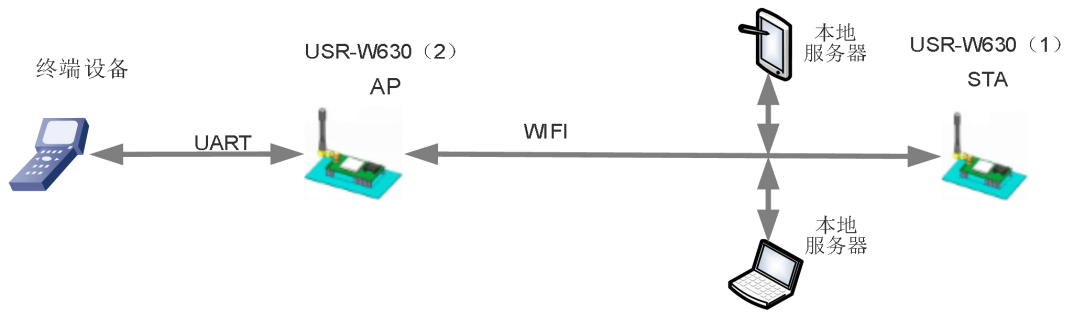 终端设备
UART
USR-W630（2）
AP
WIFI
本地
服务器
本地
服务器
USR-W630（1）
STA